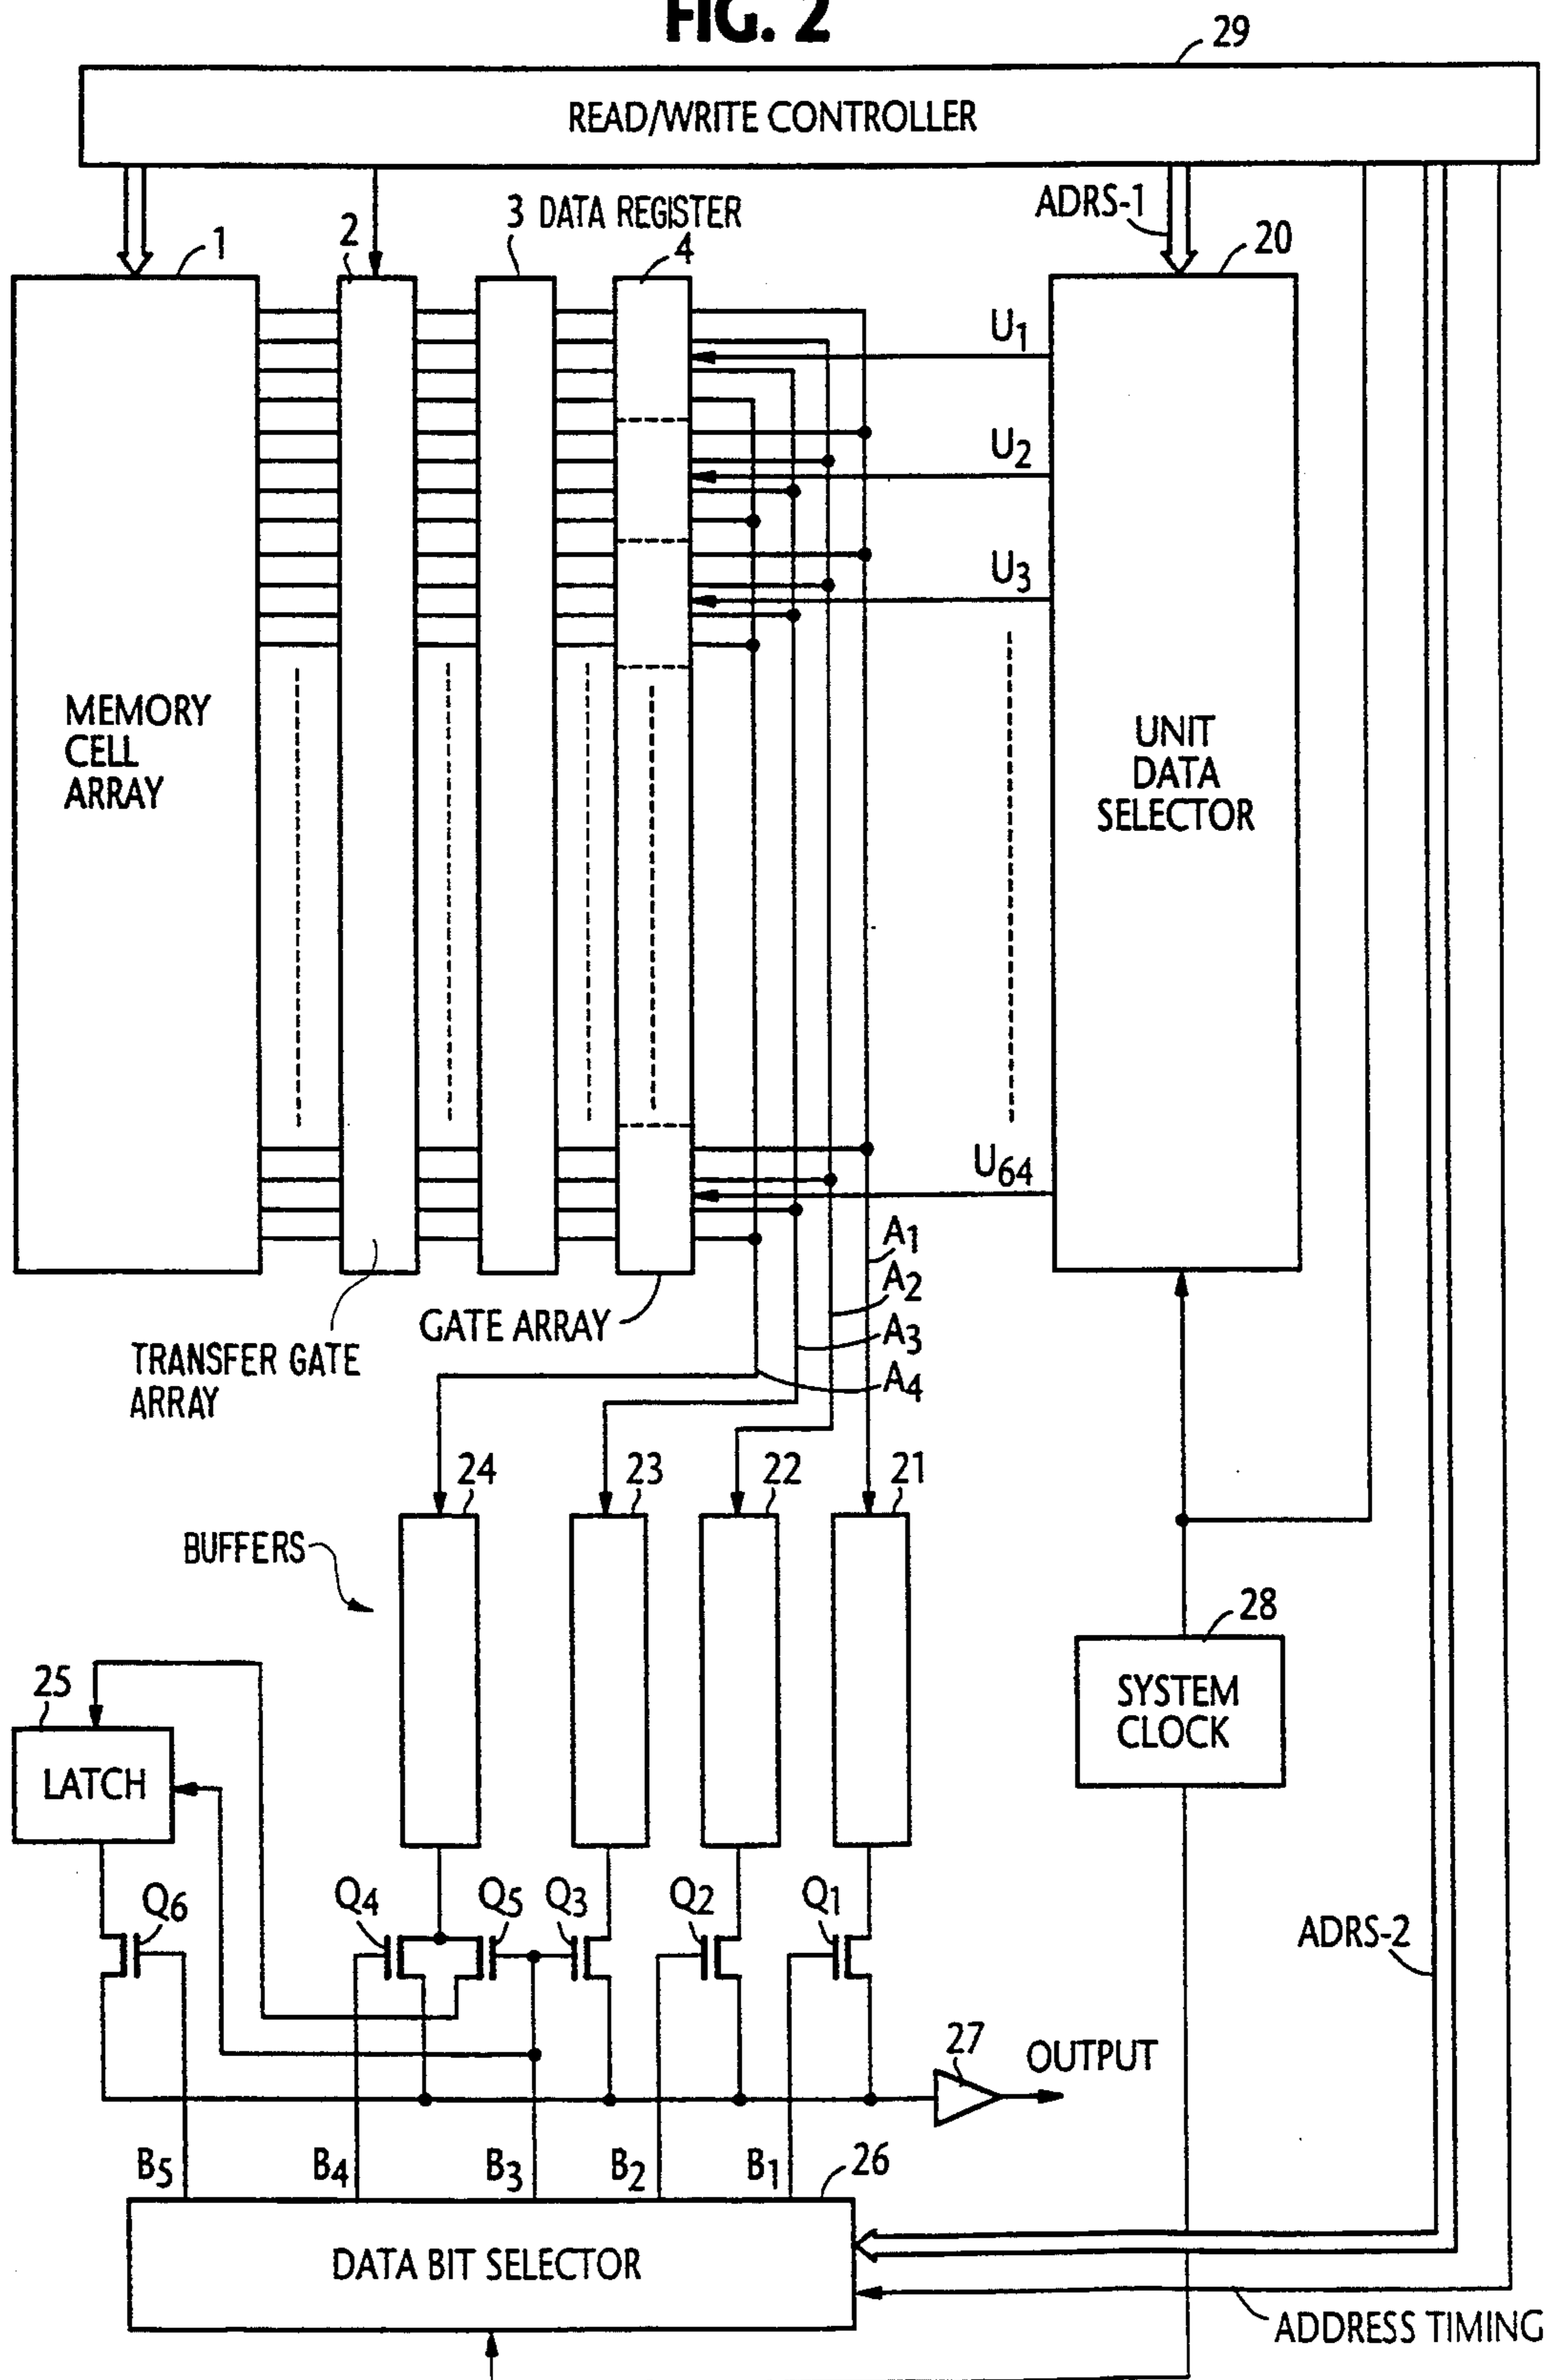 FIG. 2
29
READ/WRITE CONTROLLER
1
2
3 DATA REGISTER
4
ADRS-1
20
U1
U2
U3
MEMORY
CELL
ARRAY
UNIT
DATA
SELECTOR
U64
A1
A2
A3
A4
GATE ARRAY
TRANSFER GATE
ARRAY
24
23
22
21
BUFFERS
28
SYSTEM
CLOCK
25
LATCH
Q6
Q4
Q5
Q3
Q2
Q1
ADRS-2
27
OUTPUT
B5
B4
B3
B2
B1
26
DATA BIT SELECTOR
ADDRESS TIMING